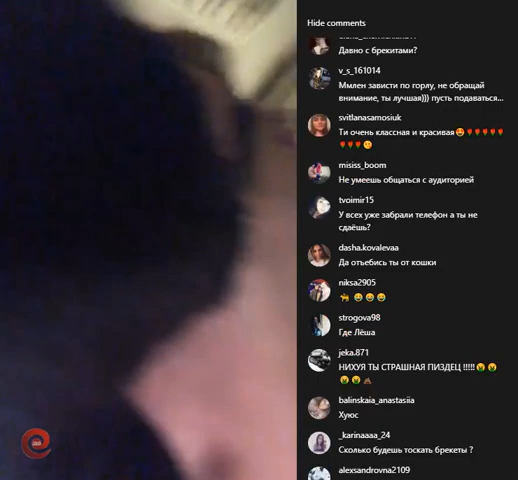 Hide comments
Давно с брекитами?
v_s_161014
Ммлен зависти по горлу, не обращай
внимание, ты лучшая))) пусть подаваться...
svitlanasamosiuk
Ти очень классная и красивая😍🌹🌹🌹🌹🌹
🌹🌹🌹😘
misiss_boom
Не умеешь общаться с аудиторией
tvoimir15
У всех уже забрали телефон а ты не
сдаёшь?
dasha.kovalevaa
Да отъебись ты от кошки
niksa2905
🐈😂😂😂
strogova98
Где Лёша
jeka.871
НИХУЯ ТЫ СТРАШНАЯ ПИЗДЕЦ !!!!!🤮🤮
🤮🤮💩
balinskaia_anastasiia
Хуюс
_karinaaaa_24
Сколько будешь тоскать брекеты ?
alexsandrovna2109